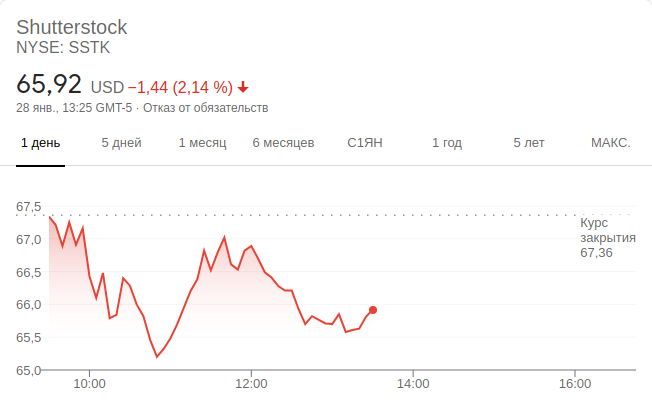 Shutterstock
NYSE: SSTK
65,92 USD −1,44 (2,14 %)
28 янв., 13:25 GMT-5 · Отказ от обязательств
1 день 5 дней 1 месяц 6 месяцев С1ЯН 1 год 5 лет МАКС.
67,5
Курс
закрытия
67,36
67,0
66,5
66,0
65,5
65,0
10:00 12:00 14:00 16:00